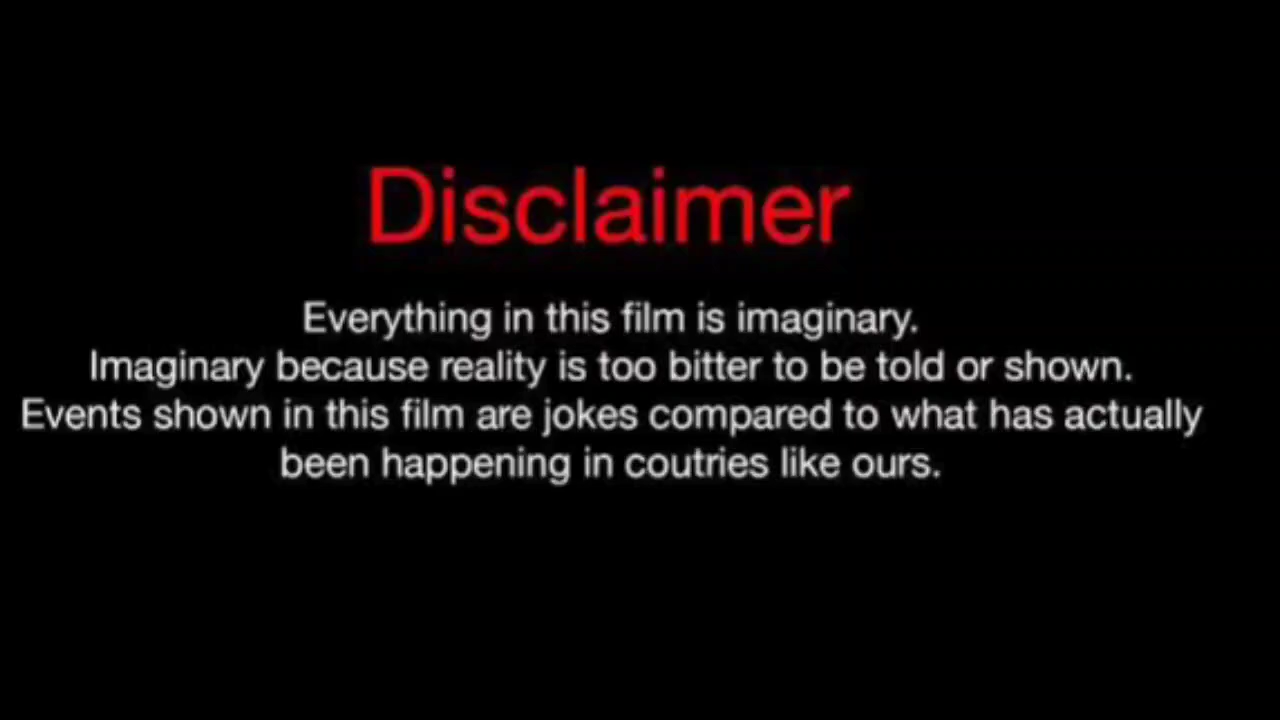 Disclaimer
Everything in this film is imaginary.
Imaginary because reality is too bitter to be told or shown.
Events shown in this film are jokes compared to what has actually
been happening in coutries like ours.